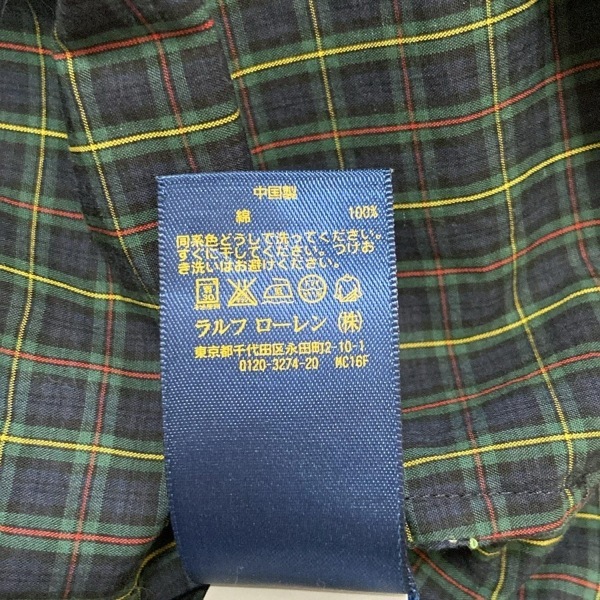 中国製
綿 100%
同系色どうしで洗ってください。
すぐに干してください。つけお
き洗いはお避けください。
ラルフ ローレン (株)
東京都千代田区永田町2-10-1
0120-3274-20 MC16F